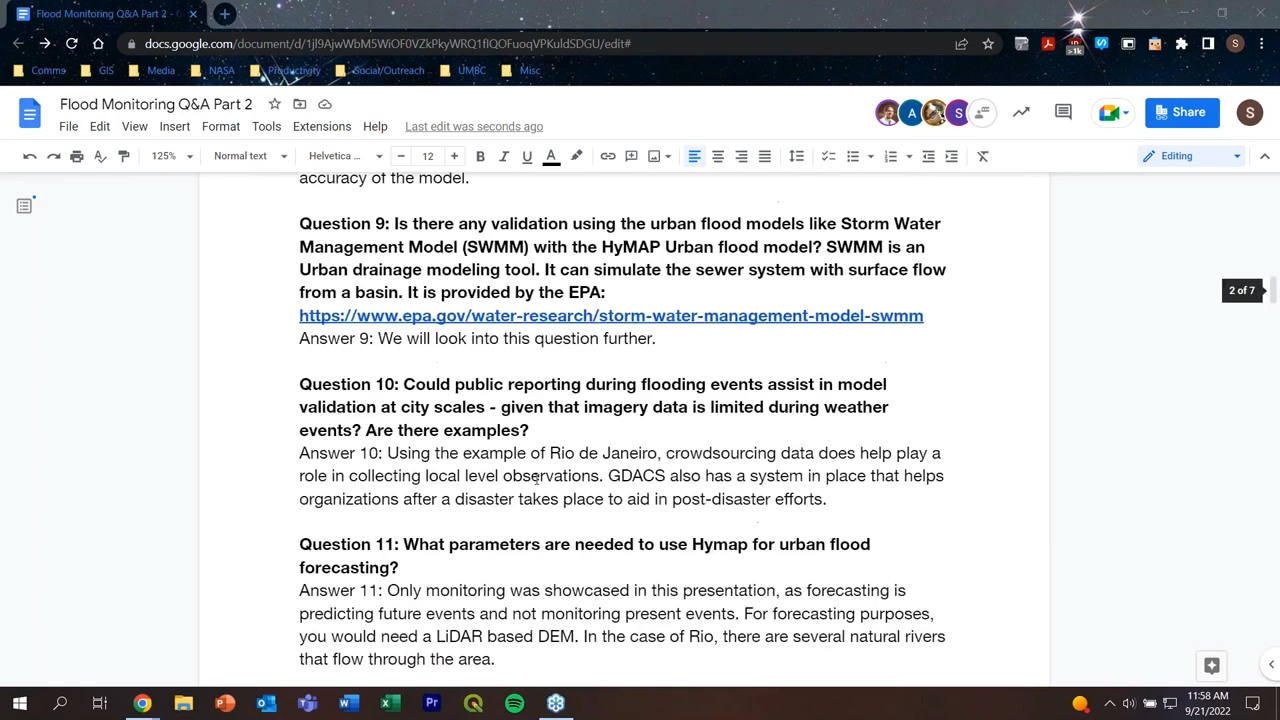 Flood Monitoring Q&A Part 2 -
docs.google.com/document/d/1jl9AjwWbM5WiOF0VZkPkyWRQ1flQOFuoqVPKuldSDGU/edit#
>1k
S
Comms GIS Media NASA Productivity Social/Outreach UMBC Misc
Flood Monitoring Q&A Part 2
A S
Share
S
File Edit View Insert Format Tools Extensions Help Last edit was seconds ago
125% Normal text Helvetica ... 12 B I U A Editing
accuracy of the model.
Question 9: Is there any validation using the urban flood models like Storm Water
Management Model (SWMM) with the HyMAP Urban flood model? SWMM is an
Urban drainage modeling tool. It can simulate the sewer system with surface flow
from a basin. It is provided by the EPA:
https://www.epa.gov/water-research/storm-water-management-model-swmm
Answer 9: We will look into this question further.
2 of 7
Question 10: Could public reporting during flooding events assist in model
validation at city scales - given that imagery data is limited during weather
events? Are there examples?
Answer 10: Using the example of Rio de Janeiro, crowdsourcing data does help play a
role in collecting local level observations. GDACS also has a system in place that helps
organizations after a disaster takes place to aid in post-disaster efforts.
Question 11: What parameters are needed to use Hymap for urban flood
forecasting?
Answer 11: Only monitoring was showcased in this presentation, as forecasting is
predicting future events and not monitoring present events. For forecasting purposes,
you would need a LiDAR based DEM. In the case of Rio, there are several natural rivers
that flow through the area.
11:58 AM
9/21/2022